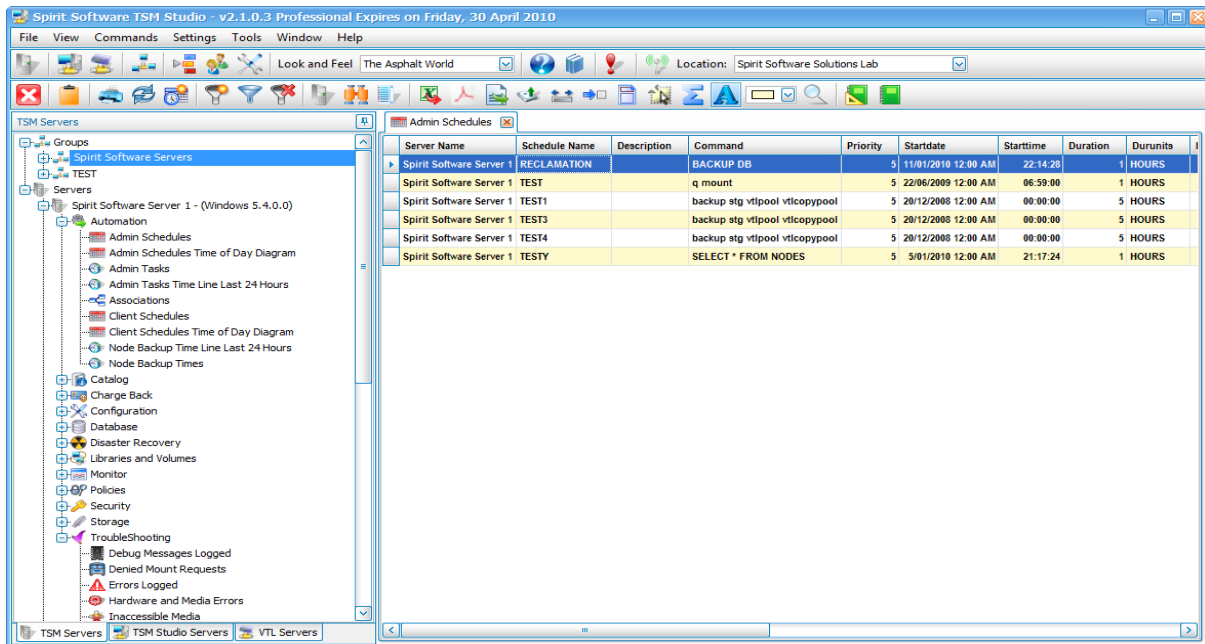 Spirit Software TSM Studio - v2.1.0.3 Professional Expires on Friday, 30 April 2010
File View Commands Settings Tools Window Help
Look and Feel The Asphalt World Location: Spirit Software Solutions Lab
TSM Servers
Groups
Spirit Software Servers
TEST
Servers
Spirit Software Server 1 - (Windows 5.4.0.0)
Automation
Admin Schedules
Admin Schedules Time of Day Diagram
Admin Tasks
Admin Tasks Time Line Last 24 Hours
Associations
Client Schedules
Client Schedules Time of Day Diagram
Node Backup Time Line Last 24 Hours
Node Backup Times
Catalog
Charge Back
Configuration
Database
Disaster Recovery
Libraries and Volumes
Monitor
Policies
Security
Storage
TroubleShooting
Debug Messages Logged
Denied Mount Requests
Errors Logged
Hardware and Media Errors
Inaccessible Media
TSM Servers TSM Studio Servers VTL Servers
Admin Schedules
Server Name Schedule Name Description Command Priority Startdate Starttime Duration Durunits
Spirit Software Server 1 RECLAMATION BACKUP DB 5 11/01/2010 12:00 AM 22:14:28 1 HOURS
Spirit Software Server 1 TEST q mount 5 22/06/2009 12:00 AM 06:59:00 1 HOURS
Spirit Software Server 1 TEST1 backup stg vtlpool vtlcopypool 5 20/12/2008 12:00 AM 00:00:00 5 HOURS
Spirit Software Server 1 TEST3 backup stg vtlpool vtlcopypool 5 20/12/2008 12:00 AM 00:00:00 5 HOURS
Spirit Software Server 1 TEST4 backup stg vtlpool vtlcopypool 5 20/12/2008 12:00 AM 00:00:00 5 HOURS
Spirit Software Server 1 TESTY SELECT * FROM NODES 5 5/01/2010 12:00 AM 21:17:24 1 HOURS